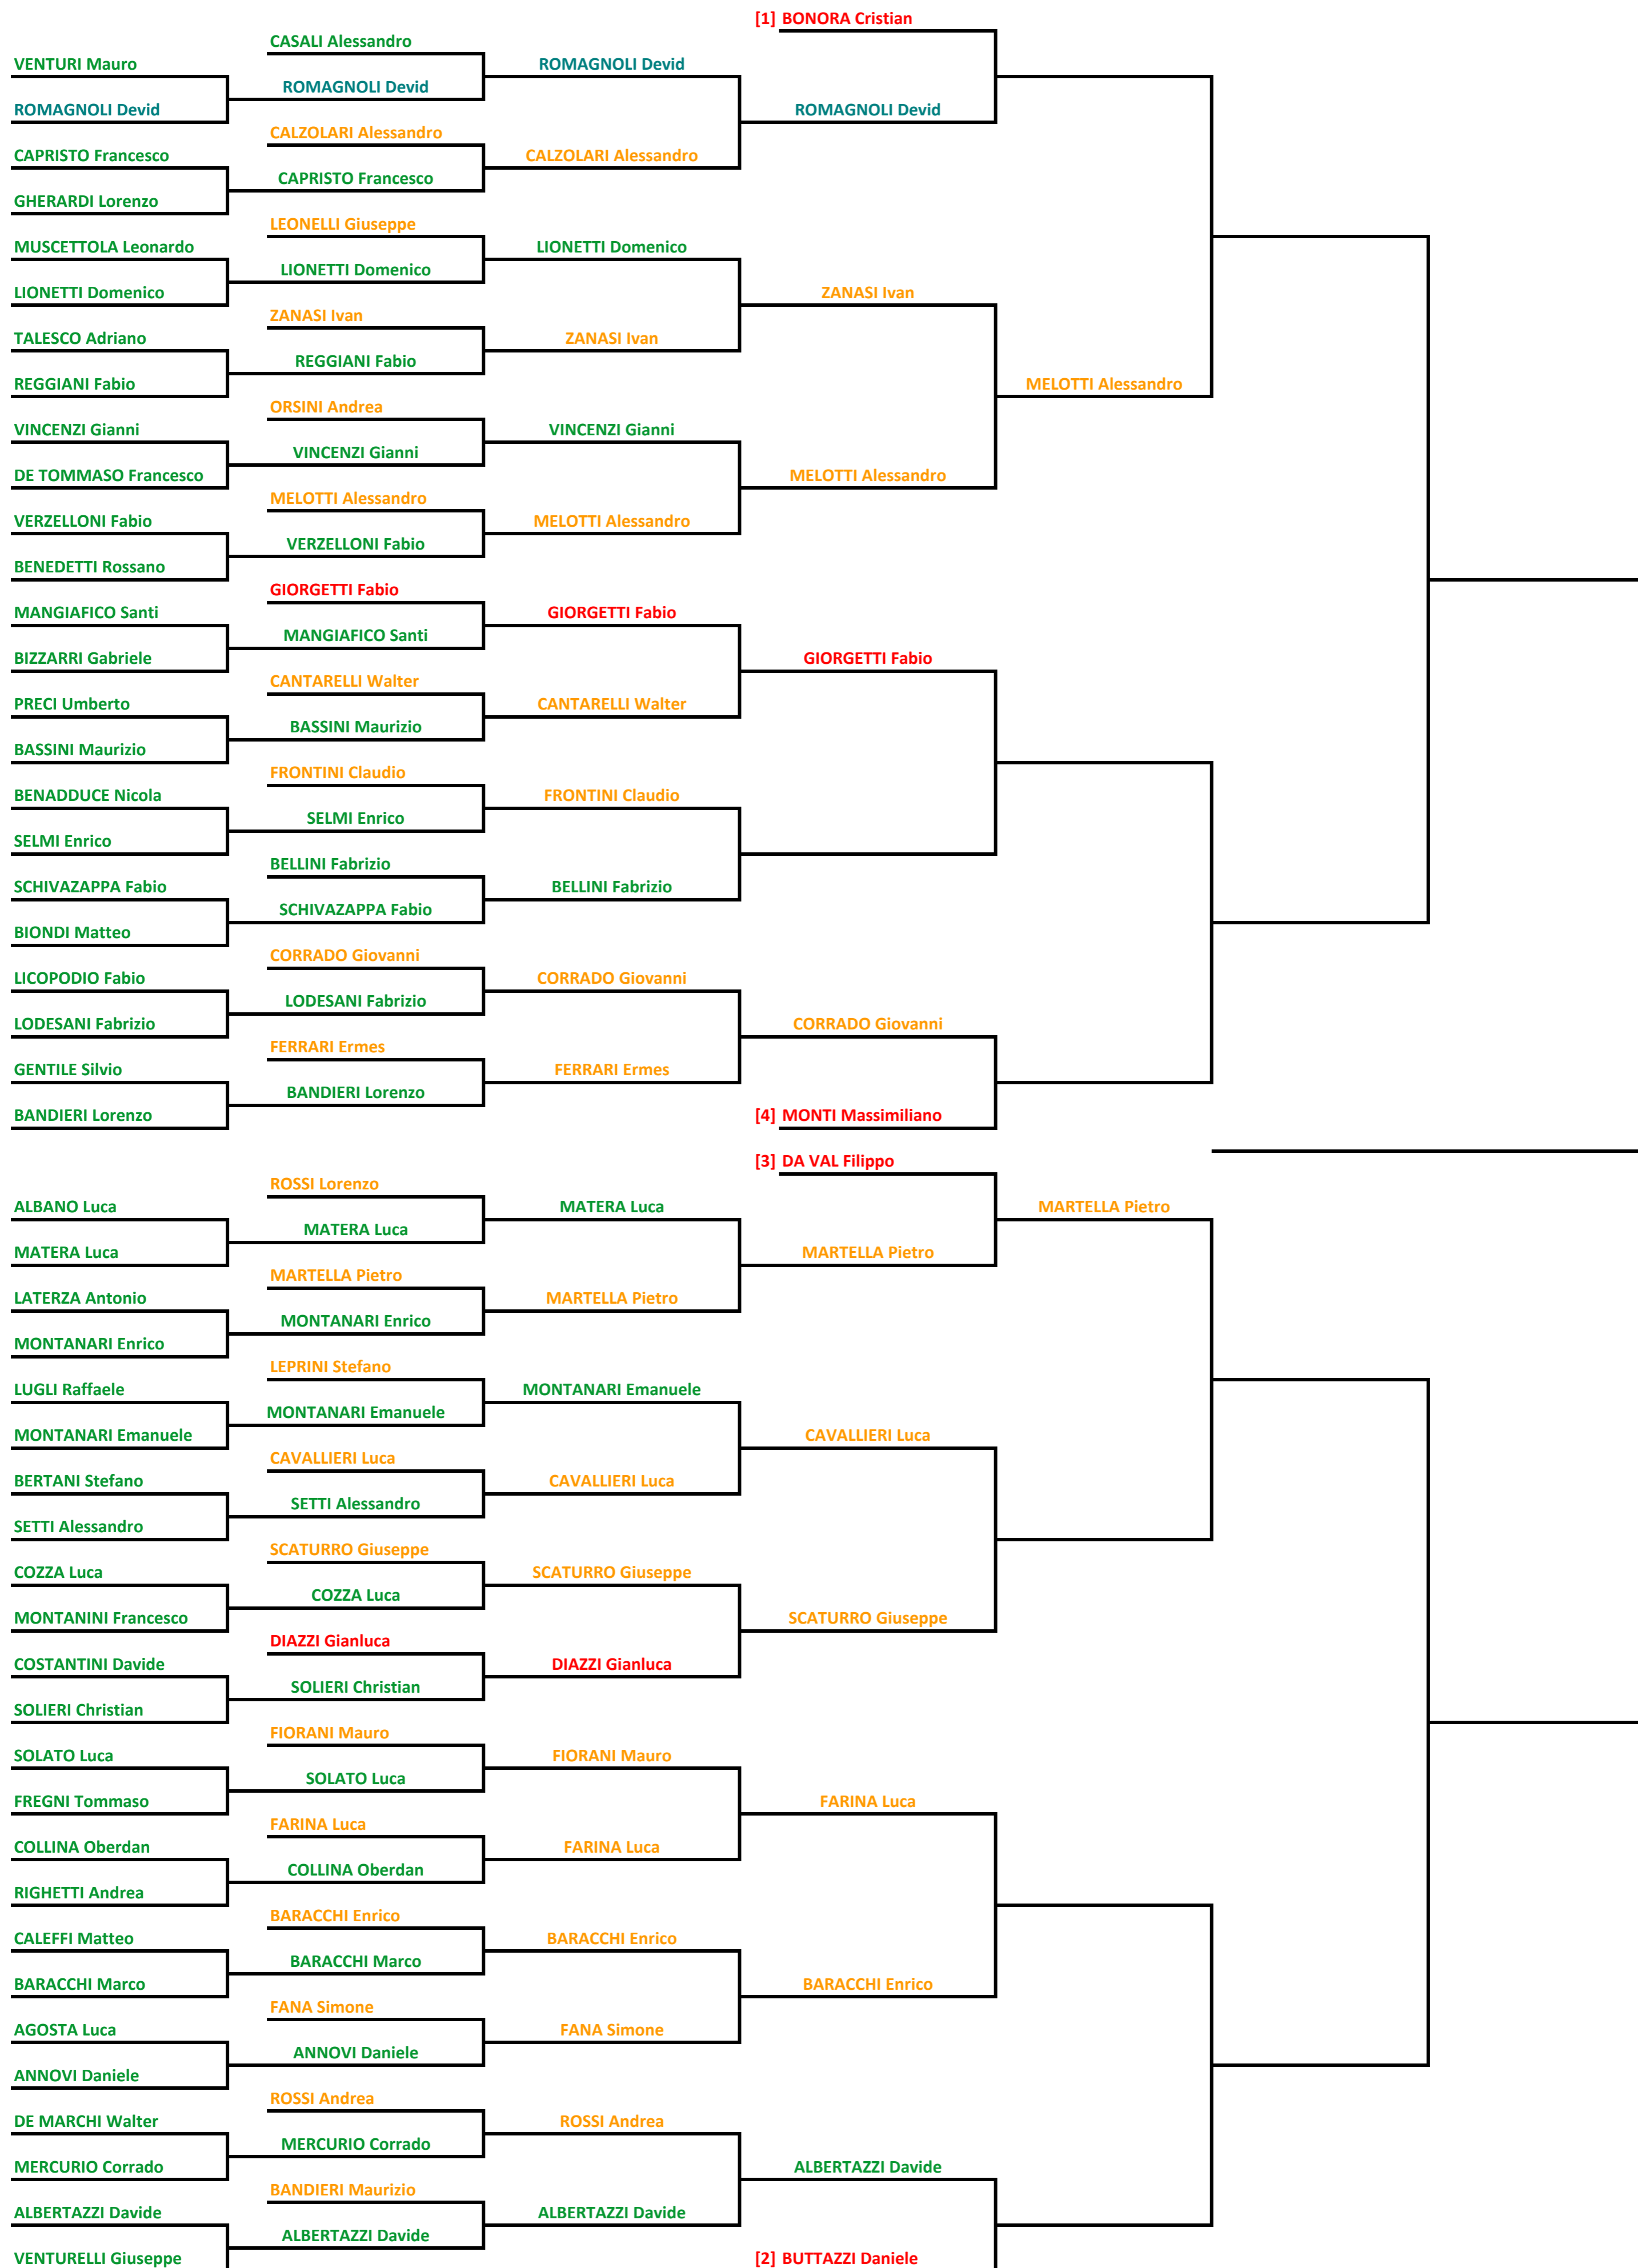 [1] BONORA Cristian
CASALI Alessandro
VENTURI Mauro
ROMAGNOLI Devid
ROMAGNOLI Devid
ROMAGNOLI Devid
ROMAGNOLI Devid
CALZOLARI Alessandro
CAPRISTO Francesco
CALZOLARI Alessandro
CAPRISTO Francesco
GHERARDI Lorenzo
LEONELLI Giuseppe
MUSCETTOLA Leonardo
LIONETTI Domenico
LIONETTI Domenico
LIONETTI Domenico
ZANASI Ivan
ZANASI Ivan
TALESCO Adriano
ZANASI Ivan
REGGIANI Fabio
REGGIANI Fabio
MELOTTI Alessandro
ORSINI Andrea
VINCENZI Gianni
VINCENZI Gianni
VINCENZI Gianni
DE TOMMASO Francesco
MELOTTI Alessandro
MELOTTI Alessandro
VERZELLONI Fabio
MELOTTI Alessandro
VERZELLONI Fabio
BENEDETTI Rossano
GIORGETTI Fabio
MANGIAFICO Santi
GIORGETTI Fabio
MANGIAFICO Santi
BIZZARRI Gabriele
GIORGETTI Fabio
CANTARELLI Walter
PRECI Umberto
CANTARELLI Walter
BASSINI Maurizio
BASSINI Maurizio
FRONTINI Claudio
BENADDUCE Nicola
FRONTINI Claudio
SELMI Enrico
SELMI Enrico
BELLINI Fabrizio
SCHIVAZAPPA Fabio
BELLINI Fabrizio
SCHIVAZAPPA Fabio
BIONDI Matteo
CORRADO Giovanni
LICOPODIO Fabio
CORRADO Giovanni
LODESANI Fabrizio
LODESANI Fabrizio
CORRADO Giovanni
FERRARI Ermes
GENTILE Silvio
FERRARI Ermes
BANDIERI Lorenzo
BANDIERI Lorenzo
[4] MONTI Massimiliano
[3] DA VAL Filippo
ROSSI Lorenzo
ALBANO Luca
MATERA Luca
MARTELLA Pietro
MATERA Luca
MATERA Luca
MARTELLA Pietro
MARTELLA Pietro
LATERZA Antonio
MARTELLA Pietro
MONTANARI Enrico
MONTANARI Enrico
LEPRINI Stefano
LUGLI Raffaele
MONTANARI Emanuele
MONTANARI Emanuele
MONTANARI Emanuele
CAVALLIERI Luca
CAVALLIERI Luca
BERTANI Stefano
CAVALLIERI Luca
SETTI Alessandro
SETTI Alessandro
SCATURRO Giuseppe
COZZA Luca
SCATURRO Giuseppe
COZZA Luca
MONTANINI Francesco
SCATURRO Giuseppe
DIAZZI Gianluca
COSTANTINI Davide
DIAZZI Gianluca
SOLIERI Christian
SOLIERI Christian
FIORANI Mauro
SOLATO Luca
FIORANI Mauro
SOLATO Luca
FREGNI Tommaso
FARINA Luca
FARINA Luca
COLLINA Oberdan
FARINA Luca
COLLINA Oberdan
RIGHETTI Andrea
BARACCHI Enrico
CALEFFI Matteo
BARACCHI Enrico
BARACCHI Marco
BARACCHI Marco
BARACCHI Enrico
FANA Simone
AGOSTA Luca
FANA Simone
ANNOVI Daniele
ANNOVI Daniele
ROSSI Andrea
DE MARCHI Walter
ROSSI Andrea
MERCURIO Corrado
MERCURIO Corrado
ALBERTAZZI Davide
BANDIERI Maurizio
ALBERTAZZI Davide
ALBERTAZZI Davide
ALBERTAZZI Davide
VENTURELLI Giuseppe
[2] BUTTAZZI Daniele